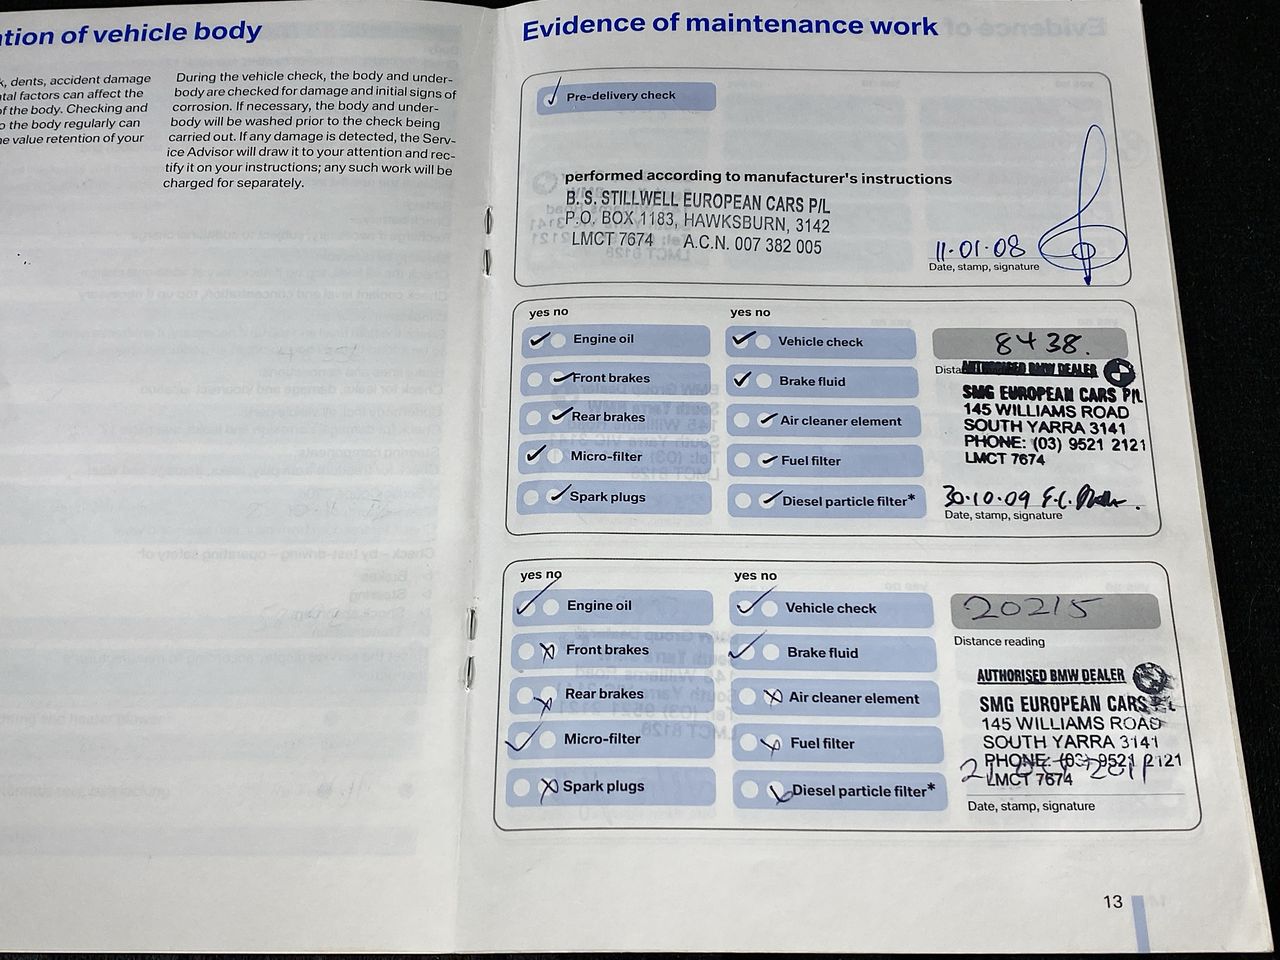 tion of vehicle body
k, dents, accident damage
tal factors can affect the
f the body. Checking and
o the body regularly can
e value retention of your
During the vehicle check, the body and under-
body are checked for damage and initial signs of
corrosion. If necessary, the body and under-
body will be washed prior to the check being
carried out. If any damage is detected, the Serv-
ice Advisor will draw it to your attention and rec-
tify it on your instructions; any such work will be
charged for separately.
Evidence of maintenance work
Pre-delivery check
performed according to manufacturer's instructions
B. S. STILLWELL EUROPEAN CARS P/L
P.O. BOX 1183, HAWKSBURN, 3142
LMCT 7674 A.C.N. 007 382 005
11·01·08
Date, stamp, signature
yes no
Engine oil
Front brakes
Rear brakes
Micro-filter
Spark plugs
yes no
Vehicle check
Brake fluid
Air cleaner element
Fuel filter
Diesel particle filter*
8438.
Dista
AUTHORISED BMW DEALER
SMG EUROPEAN CARS P/L
145 WILLIAMS ROAD
SOUTH YARRA 3141
PHONE: (03) 9521 2121
LMCT 7674
30·10·09
Date, stamp, signature
yes no
Engine oil
Front brakes
Rear brakes
Micro-filter
Spark plugs
yes no
Vehicle check
Brake fluid
Air cleaner element
Fuel filter
Diesel particle filter*
20215
Distance reading
AUTHORISED BMW DEALER
SMG EUROPEAN CARS P/L
145 WILLIAMS ROAD
SOUTH YARRA 3141
PHONE: (03) 9521 2121
LMCT 7674
2011
Date, stamp, signature
13